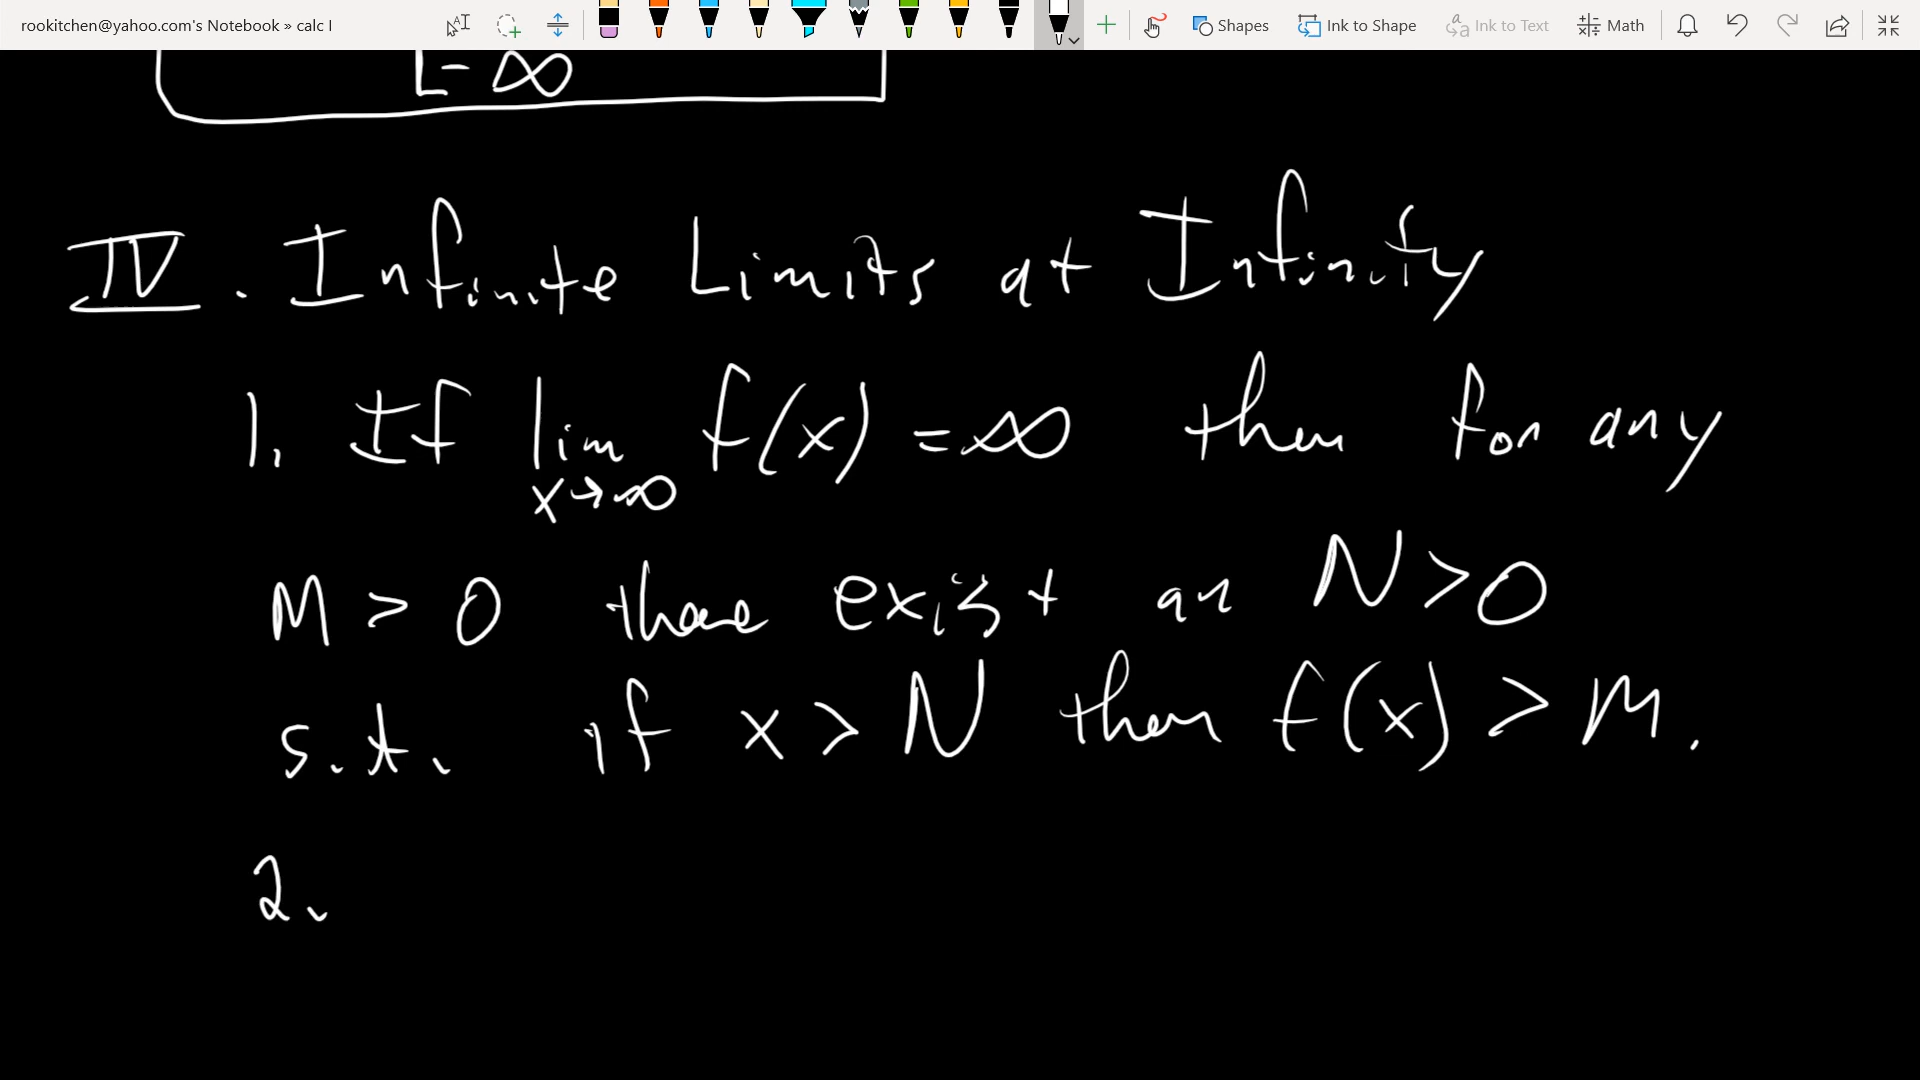 rookitchen@yahoo.com's Notebook » calc I
Shapes
Ink to Shape
Ink to Text
Math
L - ∞
IV. Infinite Limits at Infinity
1. If lim f(x) = ∞ then for any
x→∞
M > 0 there exist an N > 0
s.t. if x > N then f(x) > M.
2.